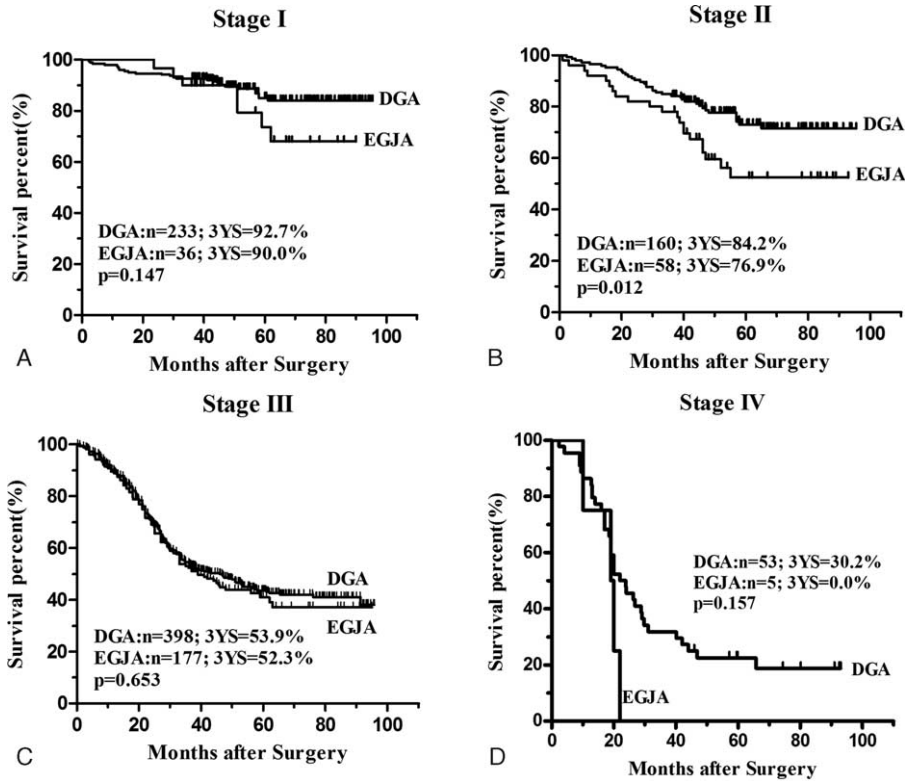 Stage I
Survival percent(%)
100
80
60
40
20
0
DGA
EGJA
DGA:n=233; 3YS=92.7%
EGJA:n=36; 3YS=90.0%
p=0.147
0 20 40 60 80 100
Months after Surgery
A
Stage II
Survival percent(%)
100
80
60
40
20
0
DGA
EGJA
DGA:n=160; 3YS=84.2%
EGJA:n=58; 3YS=76.9%
p=0.012
0 20 40 60 80 100
Months after Surgery
B
Stage III
Survival percent(%)
100
80
60
40
20
0
DGA
EGJA
DGA:n=398; 3YS=53.9%
EGJA:n=177; 3YS=52.3%
p=0.653
0 20 40 60 80 100
Months after Surgery
C
Stage IV
Survival percent(%)
100
80
60
40
20
0
DGA:n=53; 3YS=30.2%
EGJA:n=5; 3YS=0.0%
p=0.157
DGA
EGJA
0 20 40 60 80 100
Months after Surgery
D